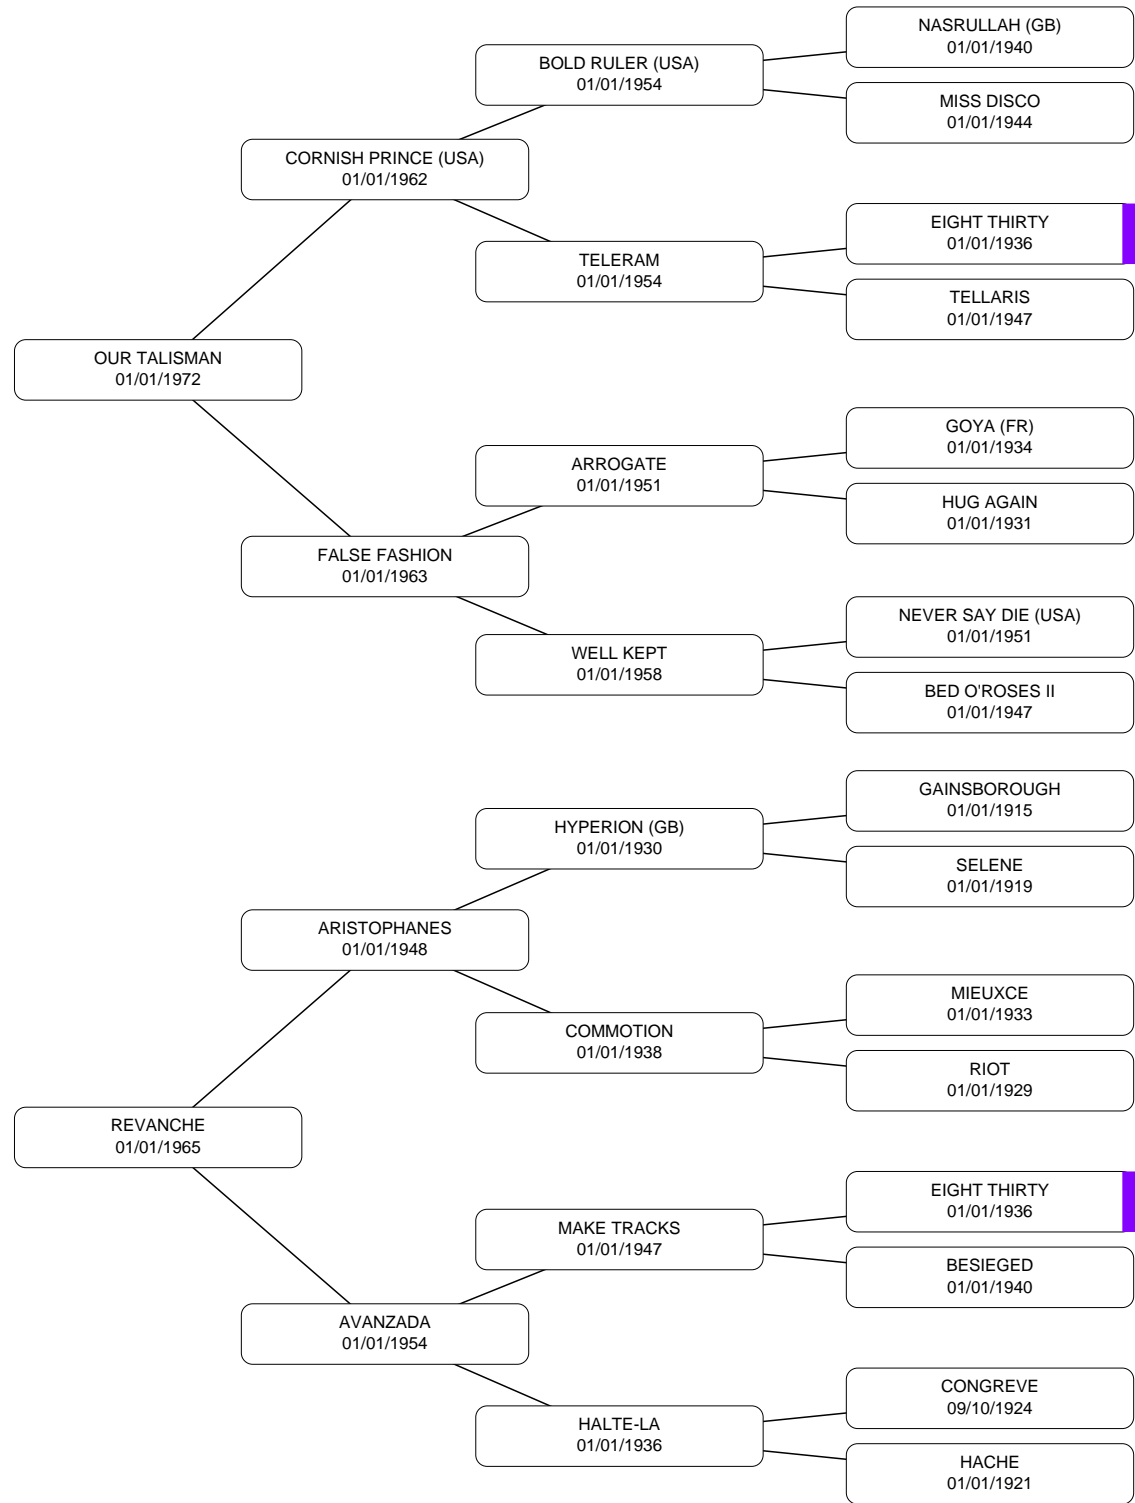 NASRULLAH (GB)
01/01/1940
BOLD RULER (USA)
01/01/1954
MISS DISCO
01/01/1944
CORNISH PRINCE (USA)
01/01/1962
EIGHT THIRTY
01/01/1936
TELERAM
01/01/1954
TELLARIS
01/01/1947
OUR TALISMAN
01/01/1972
GOYA (FR)
01/01/1934
ARROGATE
01/01/1951
HUG AGAIN
01/01/1931
FALSE FASHION
01/01/1963
NEVER SAY DIE (USA)
01/01/1951
WELL KEPT
01/01/1958
BED O'ROSES II
01/01/1947
GAINSBOROUGH
01/01/1915
HYPERION (GB)
01/01/1930
SELENE
01/01/1919
ARISTOPHANES
01/01/1948
MIEUXCE
01/01/1933
COMMOTION
01/01/1938
RIOT
01/01/1929
REVANCHE
01/01/1965
EIGHT THIRTY
01/01/1936
MAKE TRACKS
01/01/1947
BESIEGED
01/01/1940
AVANZADA
01/01/1954
CONGREVE
09/10/1924
HALTE-LA
01/01/1936
HACHE
01/01/1921